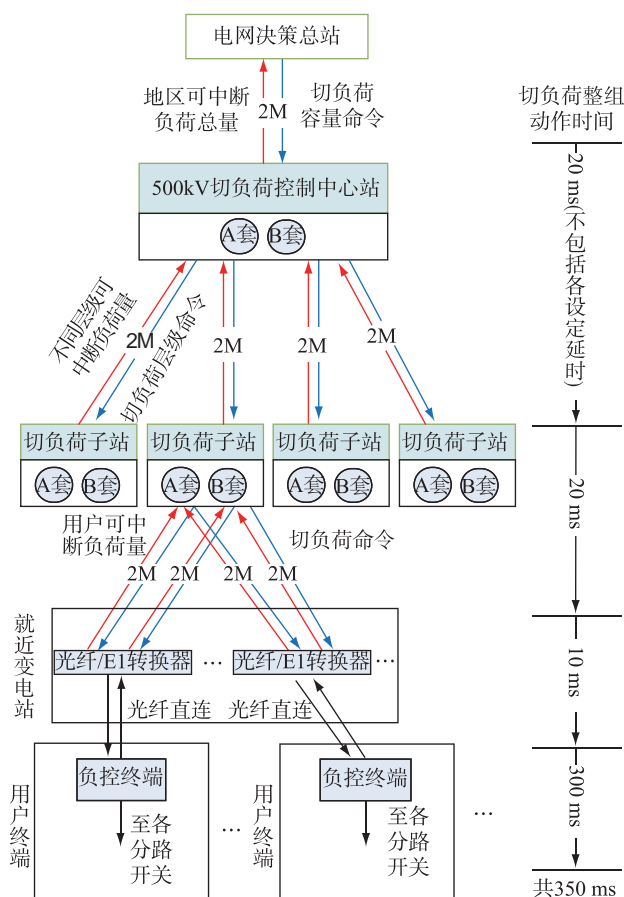 电网决策总站
地区可中断
负荷总量
2M
切负荷
容量命令
切负荷整组
动作时间
500kV切负荷控制中心站
A套
B套
20 ms(不包括各设定延时)
不同层级可
中断负荷量
2M
切负荷层级命令
2M
2M
2M
切负荷子站
切负荷子站
切负荷子站
切负荷子站
A套
B套
A套
B套
A套
B套
A套
B套
20 ms
用户可中
断负荷量
切负荷命令
2M
2M
2M
2M
就近变电站
光纤/E1转换器
…
光纤/E1转换器
…
10 ms
光纤直连
光纤直连
用户终端
负控终端
至各
分路
开关
…
用户终端
负控终端
至各
分路
开关
…
300 ms
共350 ms